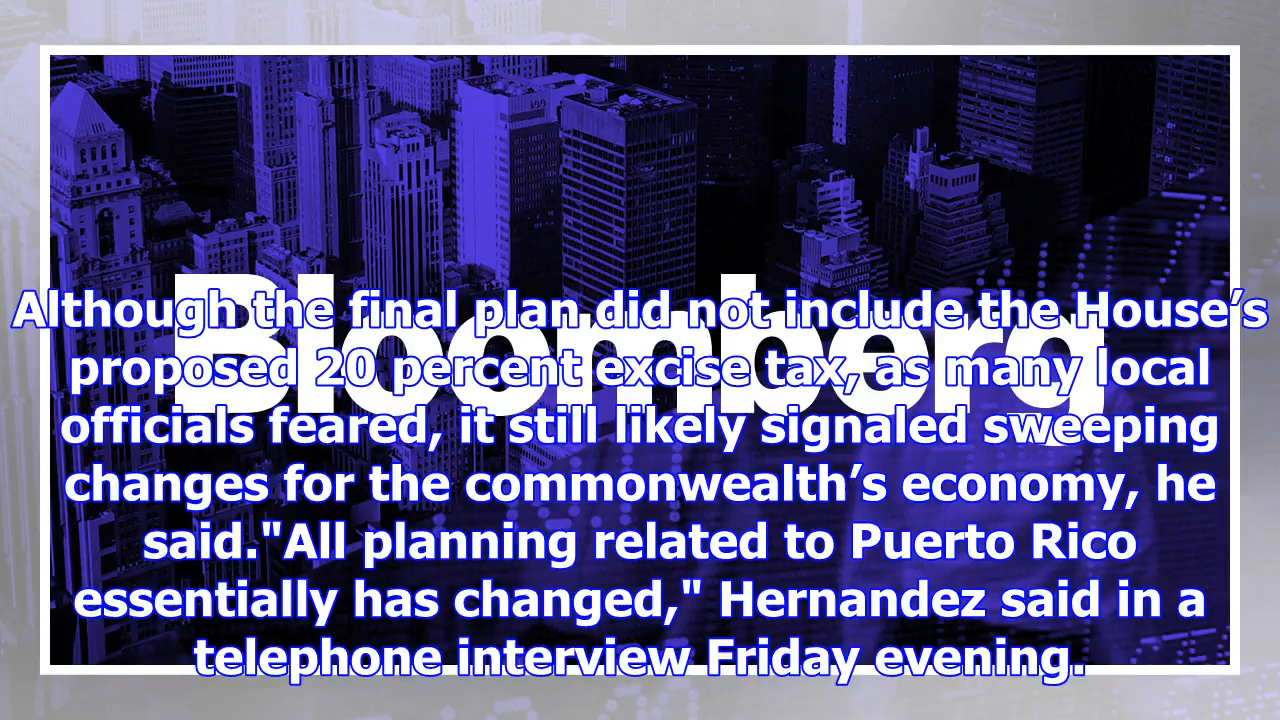 Bloomberg
Although the final plan did not include the House’s
proposed 20 percent excise tax, as many local
officials feared, it still likely signaled sweeping
changes for the commonwealth’s economy, he
said."All planning related to Puerto Rico
essentially has changed," Hernandez said in a
telephone interview Friday evening.